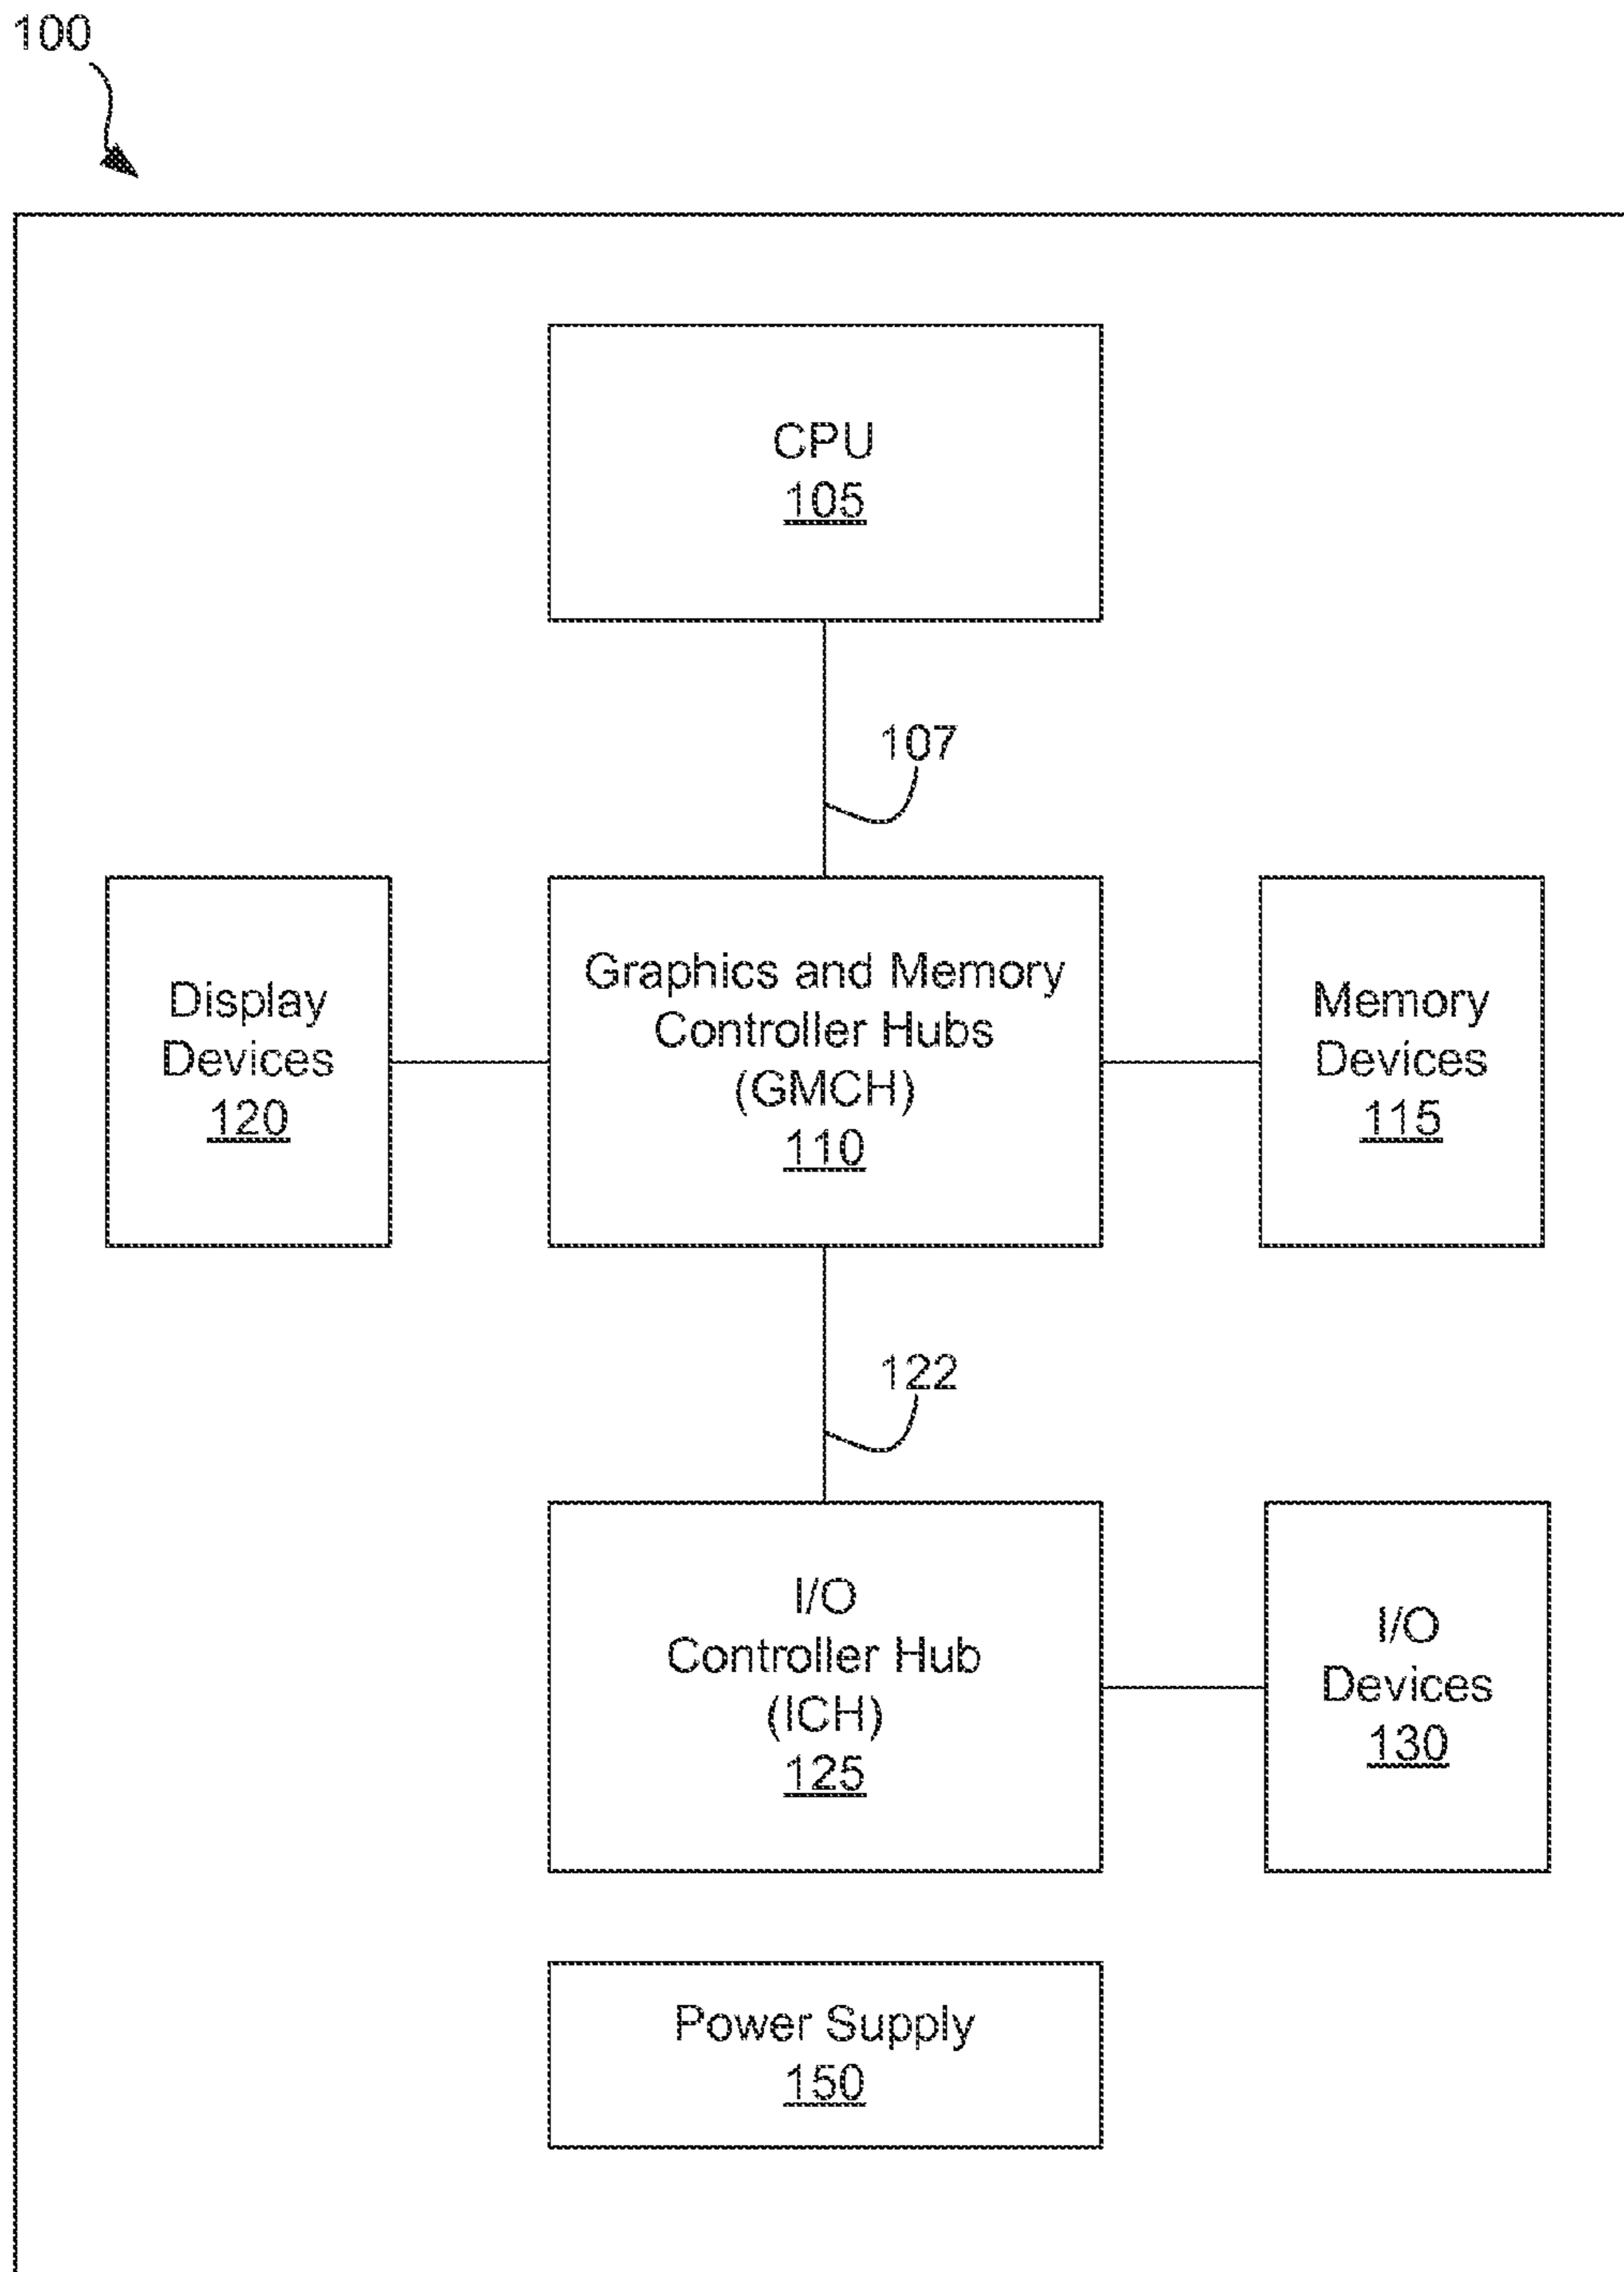 100
CPU
105
107
Display
Devices
120
Graphics and Memory
Controller Hubs
(GMCH)
110
Memory
Devices
115
122
I/O
Controller Hub
(ICH)
125
I/O
Devices
130
Power Supply
150